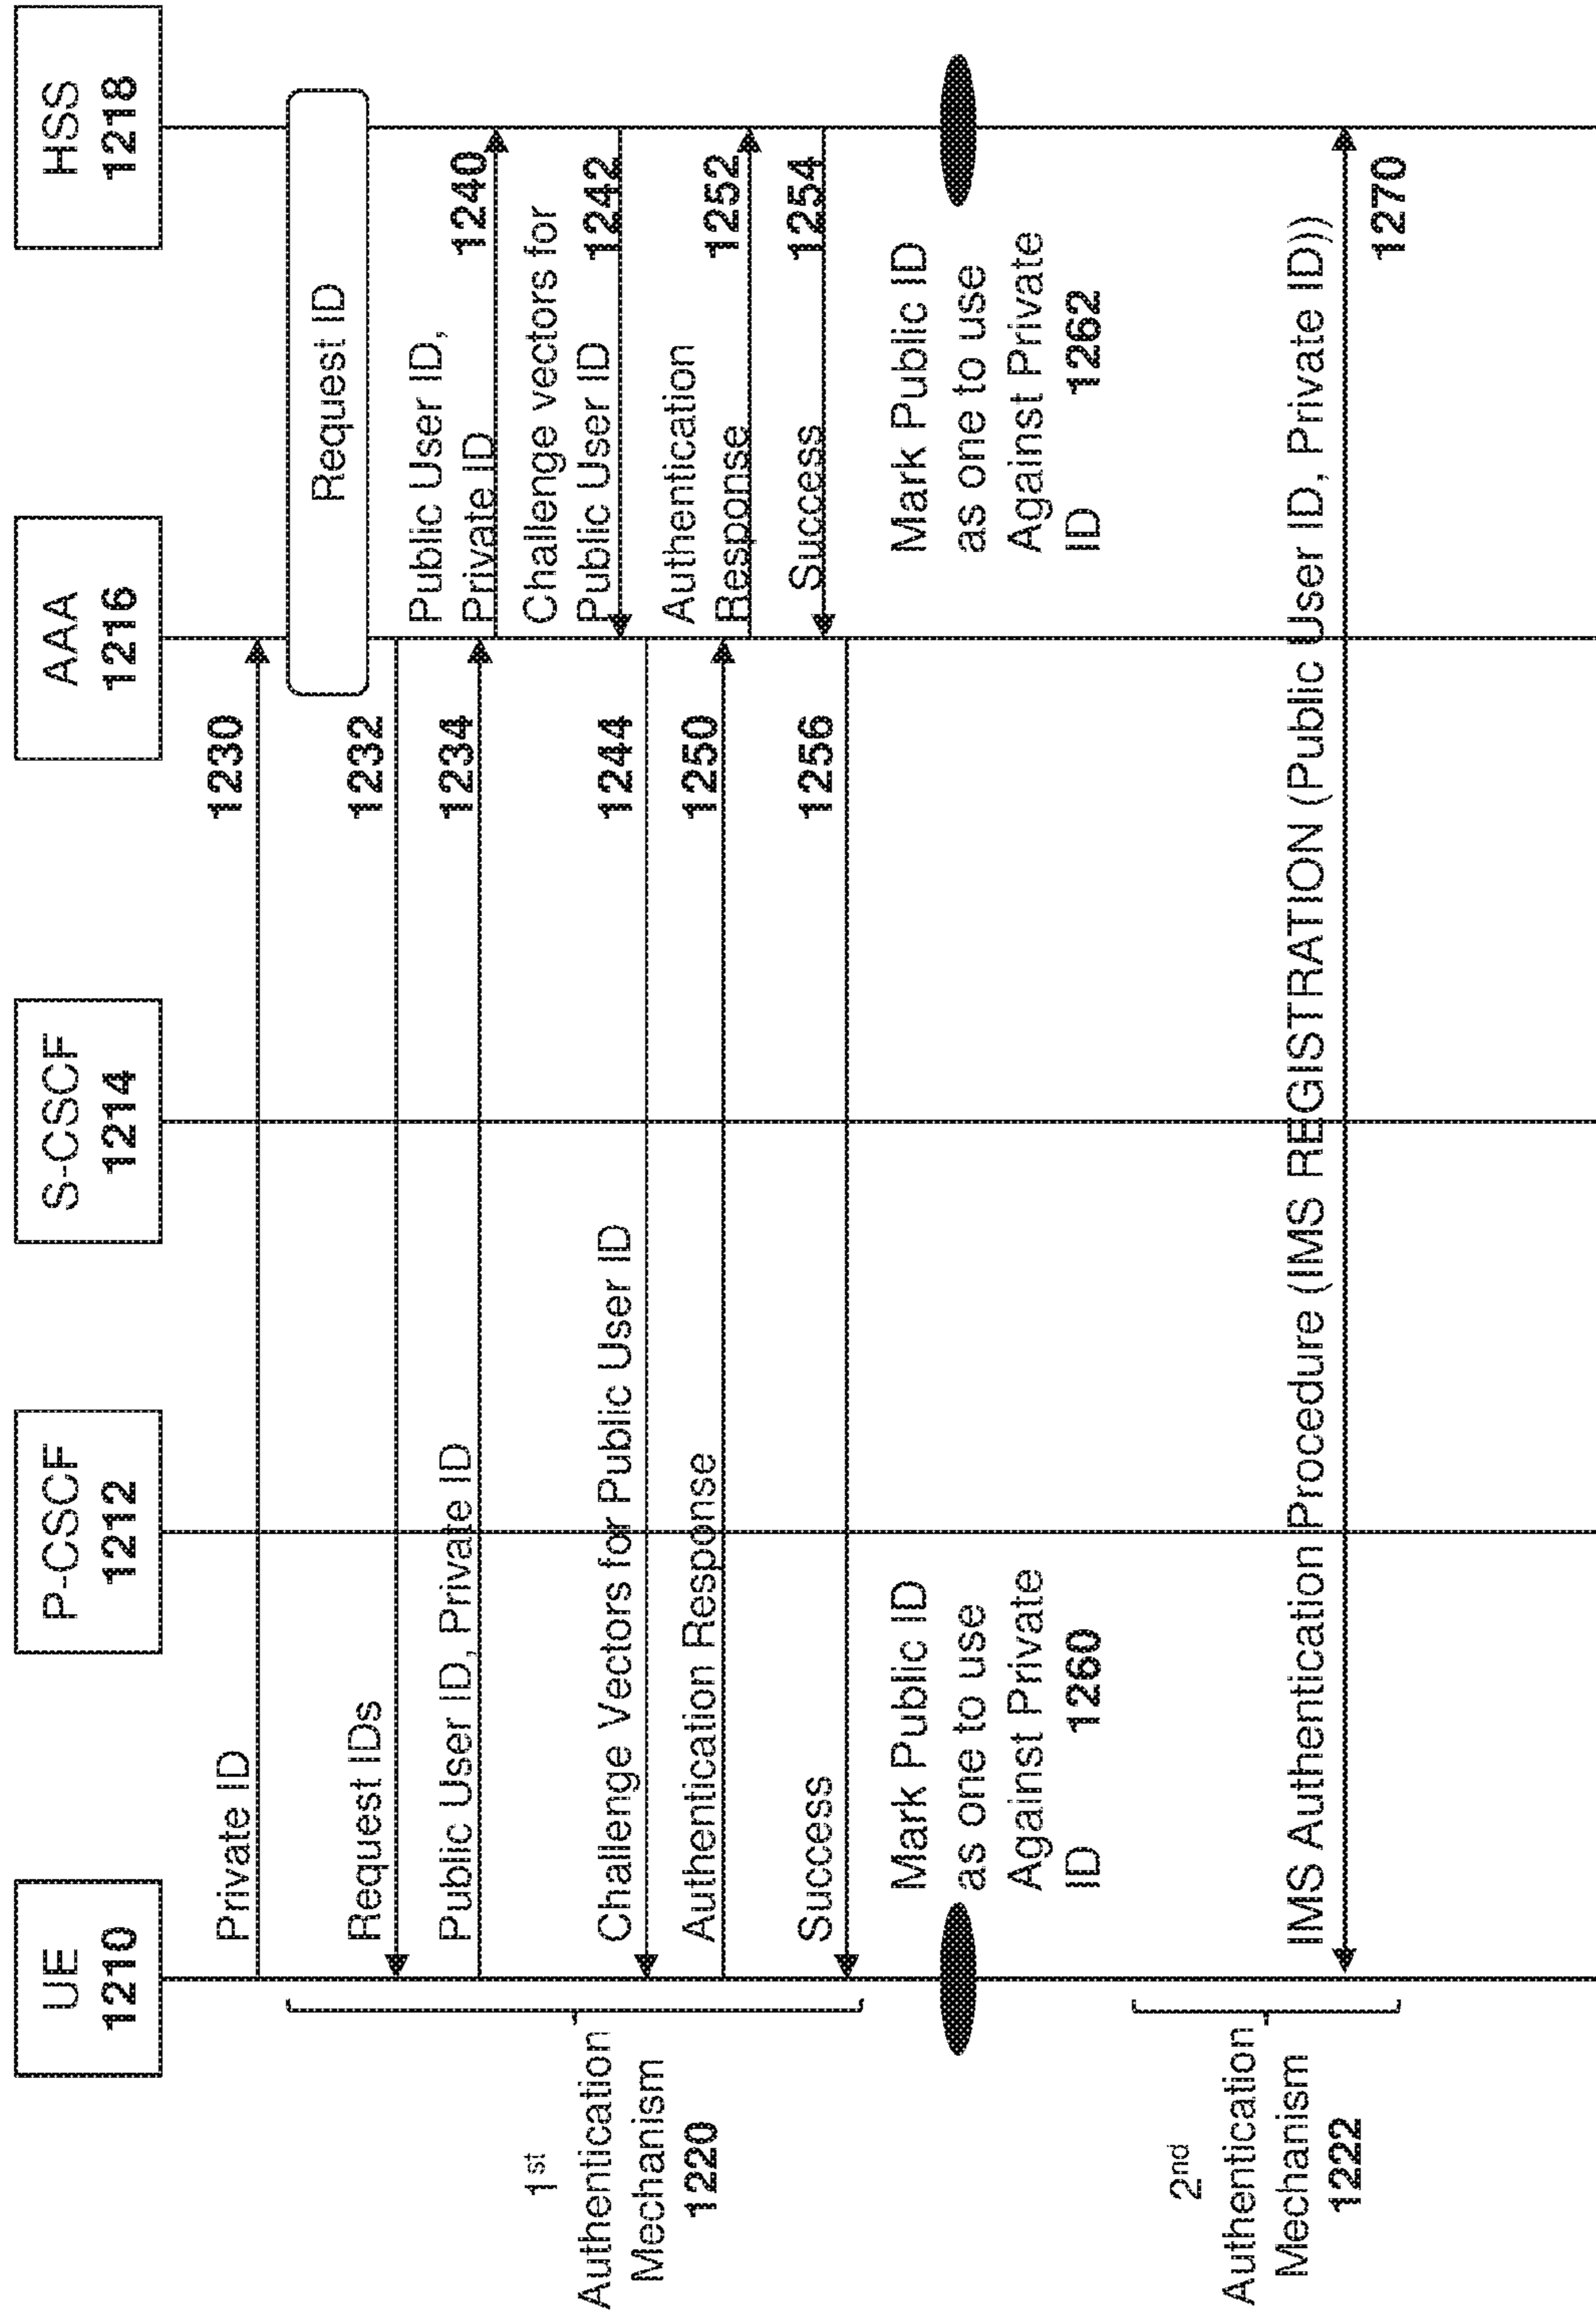 UE
1210
P-CSCF
1212
S-CSCF
1214
AAA
1216
HSS
1218
Private ID
1230
Request ID
Request IDs
1232
Public User ID, Private ID
1234
Public User ID,
Private ID
1240
Challenge vectors for
Public User ID
1242
Challenge Vectors for Public User ID
1244
Authentication Response
1250
Authentication
Response
1252
Success
1254
Success
1256
1st
Authentication
Mechanism
1220
Mark Public ID
as one to use
Against Private
ID 1260
Mark Public ID
as one to use
Against Private
ID 1262
2nd
Authentication
Mechanism
1222
IMS Authentication Procedure (IMS REGISTRATION (Public User ID, Private ID))
1270